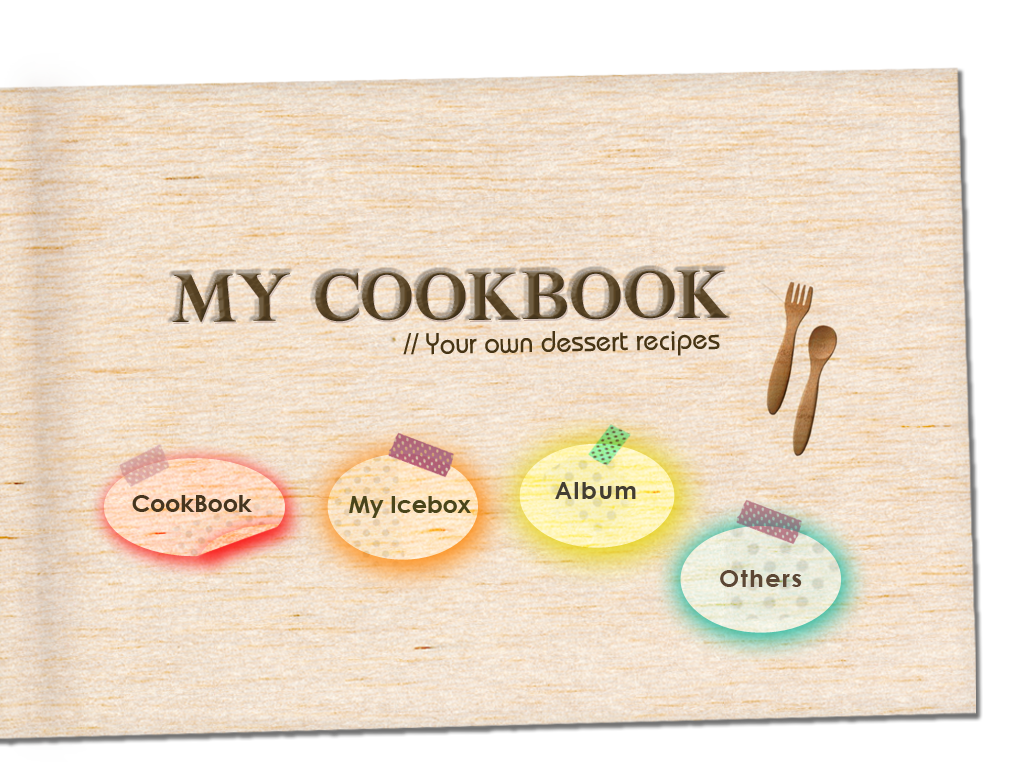 MY COOKBOOK
// Your own dessert recipes
CookBook
My Icebox
Album
Others